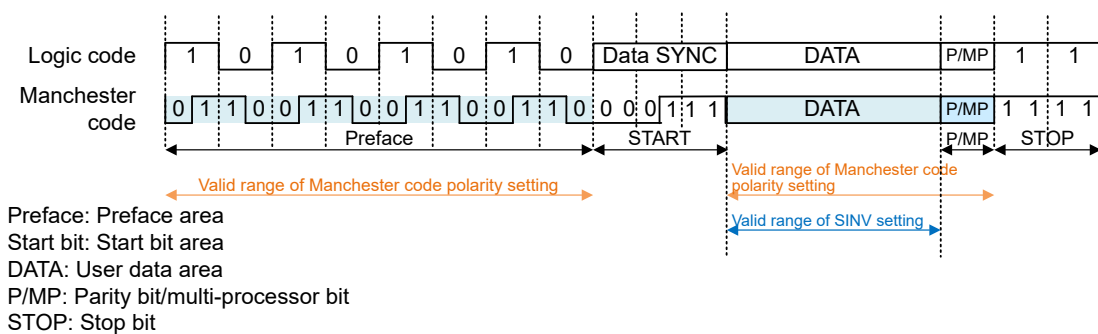 Logic code 1 0 1 0 1 0 1 0 Data SYNC DATA P/MP 1 1
Manchester code 0 1 1 0 0 1 1 0 0 1 1 0 0 1 1 0 0 0 0 1 1 1 DATA P/MP 1 1 1 1
Preface START P/MP STOP
Valid range of Manchester code polarity setting
Valid range of Manchester code
polarity setting
Valid range of SINV setting
Preface: Preface area
Start bit: Start bit area
DATA: User data area
P/MP: Parity bit/multi-processor bit
STOP: Stop bit